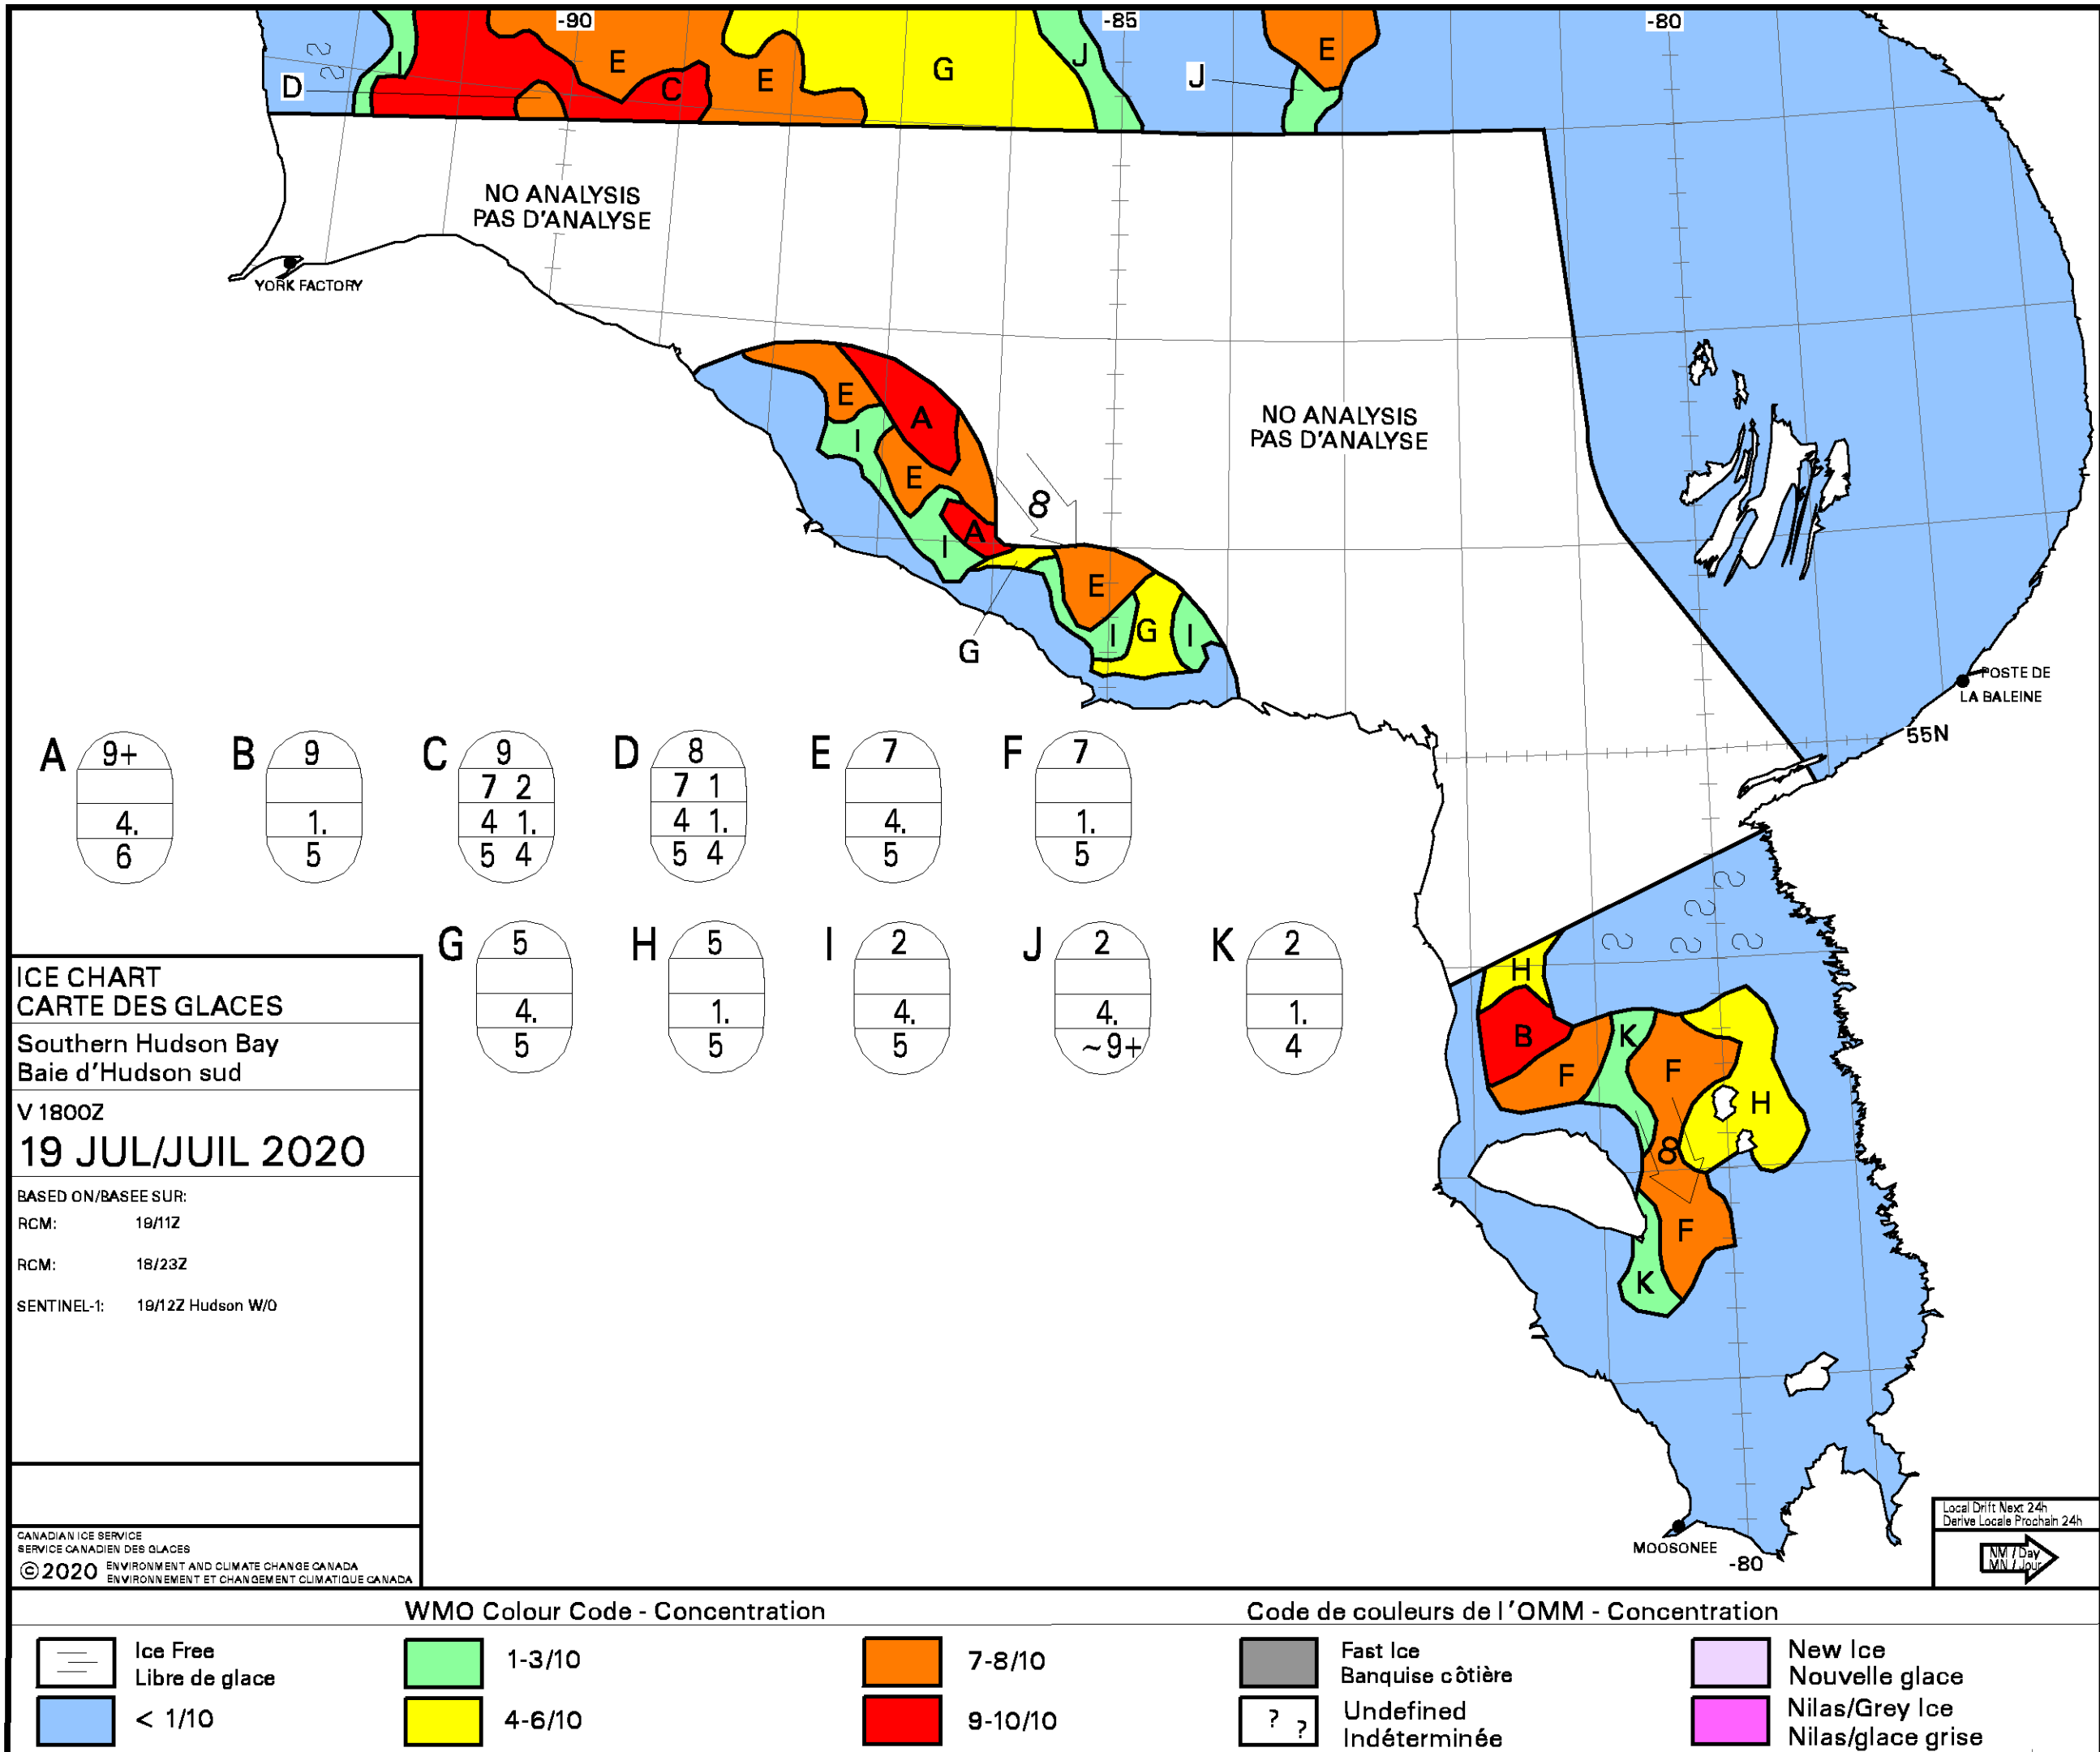 -90
-85
-80
I
E
E
C
D
G
J
J
E
NO ANALYSIS
PAS D'ANALYSE
YORK FACTORY
E
A
I
E
A
I
8
NO ANALYSIS
PAS D'ANALYSE
E
I
G
I
G
POSTE DE
LA BALEINE
55N
A
9+
4.
6
B
9
1.
5
C
9
7 2
4 1.
5 4
D
8
7 1
4 1.
5 4
E
7
4.
5
F
7
1.
5
G
5
4.
5
H
5
1.
5
I
2
4.
5
J
2
4.
~9+
K
2
1.
4
H
B
F
K
F
H
8
F
K
MOOSONEE
-80
ICE CHART
CARTE DES GLACES
Southern Hudson Bay
Baie d'Hudson sud
V 1800Z
19 JUL/JUIL 2020
BASED ON/BASEE SUR:
RCM: 19/11Z
RCM: 18/23Z
SENTINEL-1: 19/12Z Hudson W/O
CANADIAN ICE SERVICE
SERVICE CANADIEN DES GLACES
©2020 ENVIRONMENT AND CLIMATE CHANGE CANADA
ENVIRONNEMENT ET CHANGEMENT CLIMATIQUE CANADA
Local Drift Next 24h
Derive Locale Prochain 24h
NM / Day
MN / Jour
WMO Colour Code - Concentration
Code de couleurs de l'OMM - Concentration
Ice Free
Libre de glace
< 1/10
1-3/10
4-6/10
7-8/10
9-10/10
Fast Ice
Banquise côtière
? ?
Undefined
Indéterminée
New Ice
Nouvelle glace
Nilas/Grey Ice
Nilas/glace grise